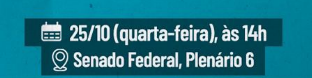 25/10 (quarta-feira), às 14h
Senado Federal, Plenário 6